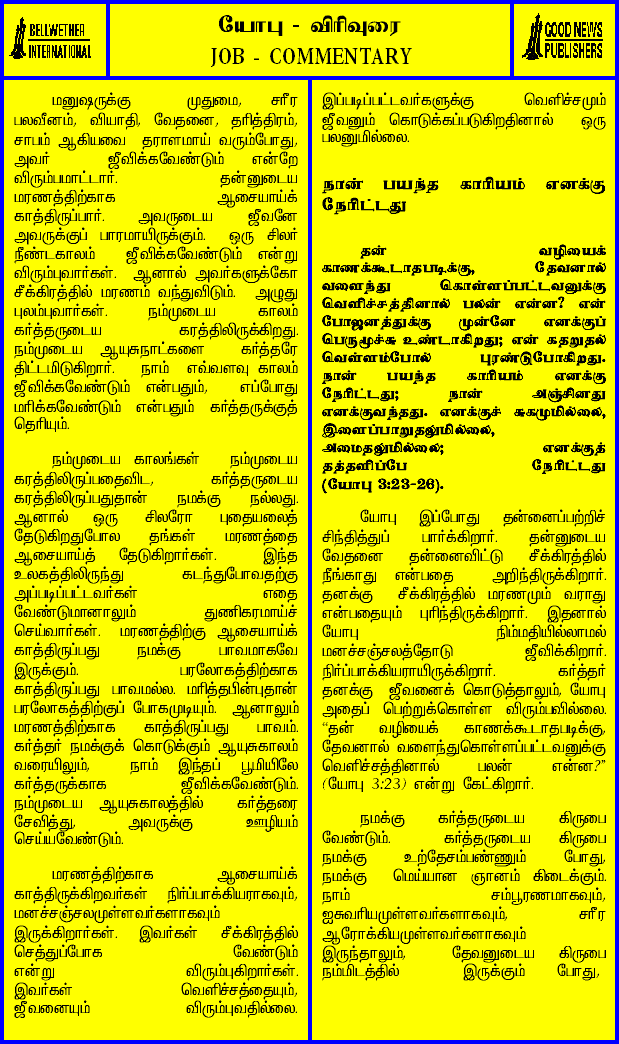 BELLWETHER
INTERNATIONAL
யோபு - விரிவுரை
JOB - COMMENTARY
GOOD NEWS
PUBLISHERS
மனுஷருக்கு முதுமை, சரீர
பலவீனம், வியாதி, வேதனை, தரித்திரம்,
சாபம் ஆகியவை தராளமாய் வரும்போது,
அவர் ஜீவிக்கவேண்டும் என்றே
விரும்பமாட்டார். தன்னுடைய
மரணத்திற்காக ஆசையாய்க்
காத்திருப்பார். அவருடைய ஜீவனே
அவருக்குப் பாரமாயிருக்கும். ஒரு சிலர்
நீண்டகாலம் ஜீவிக்கவேண்டும் என்று
விரும்புவார்கள். ஆனால் அவர்களுக்கோ
சீக்கிரத்தில் மரணம் வந்துவிடும். அழுது
புலம்புவார்கள். நம்முடைய காலம்
கர்த்தருடைய கரத்திலிருக்கிறது.
நம்முடைய ஆயுசுநாட்களை கர்த்தரே
திட்டமிடுகிறார். நாம் எவ்வளவு காலம்
ஜீவிக்கவேண்டும் என்பதும், எப்போது
மரிக்கவேண்டும் என்பதும் கர்த்தருக்குத்
தெரியும்.
நம்முடைய காலங்கள் நம்முடைய
கரத்திலிருப்பதைவிட, கர்த்தருடைய
கரத்திலிருப்பதுதான் நமக்கு நல்லது.
ஆனால் ஒரு சிலரோ புதையலைத்
தேடுகிறதுபோல தங்கள் மரணத்தை
ஆசையாய்த் தேடுகிறார்கள். இந்த
உலகத்திலிருந்து கடந்துபோவதற்கு
அப்படிப்பட்டவர்கள் எதை
வேண்டுமானாலும் துணிகரமாய்ச்
செய்வார்கள். மரணத்திற்கு ஆசையாய்க்
காத்திருப்பது நமக்கு பாவமாகவே
இருக்கும். பரலோகத்திற்காக
காத்திருப்பது பாவமல்ல. மரித்தபின்புதான்
பரலோகத்திற்குப் போகமுடியும். ஆனாலும்
மரணத்திற்காக காத்திருப்பது பாவம்.
கர்த்தர் நமக்குக் கொடுக்கும் ஆயுசுகாலம்
வரையிலும், நாம் இந்தப் பூமியிலே
கர்த்தருக்காக ஜீவிக்கவேண்டும்.
நம்முடைய ஆயுசுகாலத்தில் கர்த்தரை
சேவித்து, அவருக்கு ஊழியம்
செய்யவேண்டும்.
மரணத்திற்காக ஆசையாய்க்
காத்திருக்கிறவர்கள் நிர்ப்பாக்கியராகவும்,
மனச்சஞ்சலமுள்ளவர்களாகவும்
இருக்கிறார்கள். இவர்கள் சீக்கிரத்தில்
செத்துப்போக வேண்டும்
என்று விரும்புகிறார்கள்.
இவர்கள் வெளிச்சத்தையும்,
ஜீவனையும் விரும்புவதில்லை.
இப்படிப்பட்டவர்களுக்கு வெளிச்சமும்
ஜீவனும் கொடுக்கப்படுகிறதினால் ஒரு
பலனுமில்லை.
நான் பயந்த காரியம் எனக்கு
நேரிட்டது
தன் வழியைக்
காணக்கூடாதபடிக்கு, தேவனால்
வளைந்து கொள்ளப்பட்டவனுக்கு
வெளிச்சத்தினால் பலன் என்ன? என்
போஜனத்துக்கு முன்னே எனக்குப்
பெருமூச்சு உண்டாகிறது; என் கதறுதல்
வெள்ளம்போல் புரண்டுபோகிறது.
நான் பயந்த காரியம் எனக்கு
நேரிட்டது; நான் அஞ்சினது
எனக்குவந்தது. எனக்குச் சுகமுமில்லை,
இளைப்பாறுதலுமில்லை,
அமைதலுமில்லை; எனக்குத்
தத்தளிப்பே நேரிட்டது
(யோபு 3:23-26).
யோபு இப்போது தன்னைப்பற்றிச்
சிந்தித்துப் பார்க்கிறார். தன்னுடைய
வேதனை தன்னைவிட்டு சீக்கிரத்தில்
நீங்காது என்பதை அறிந்திருக்கிறார்.
தனக்கு சீக்கிரத்தில் மரணமும் வராது
என்பதையும் புரிந்திருக்கிறார். இதனால்
யோபு நிம்மதியில்லாமல்
மனச்சஞ்சலத்தோடு ஜீவிக்கிறார்.
நிர்ப்பாக்கியராயிருக்கிறார். கர்த்தர்
தனக்கு ஜீவனைக் கொடுத்தாலும், யோபு
அதைப் பெற்றுக்கொள்ள விரும்பவில்லை.
“தன் வழியைக் காணக்கூடாதபடிக்கு,
தேவனால் வளைந்துகொள்ளப்பட்டவனுக்கு
வெளிச்சத்தினால் பலன் என்ன?”
(யோபு 3:23) என்று கேட்கிறார்.
நமக்கு கர்த்தருடைய கிருபை
வேண்டும். கர்த்தருடைய கிருபை
நமக்கு உற்தேசம்பண்ணும் போது,
நமக்கு மெய்யான ஞானம் கிடைக்கும்.
நாம் சம்பூரணமாகவும்,
ஐசுவரியமுள்ளவர்களாகவும், சரீர
ஆரோக்கியமுள்ளவர்களாகவும்
இருந்தாலும், தேவனுடைய கிருபை
நம்மிடத்தில் இருக்கும் போது,